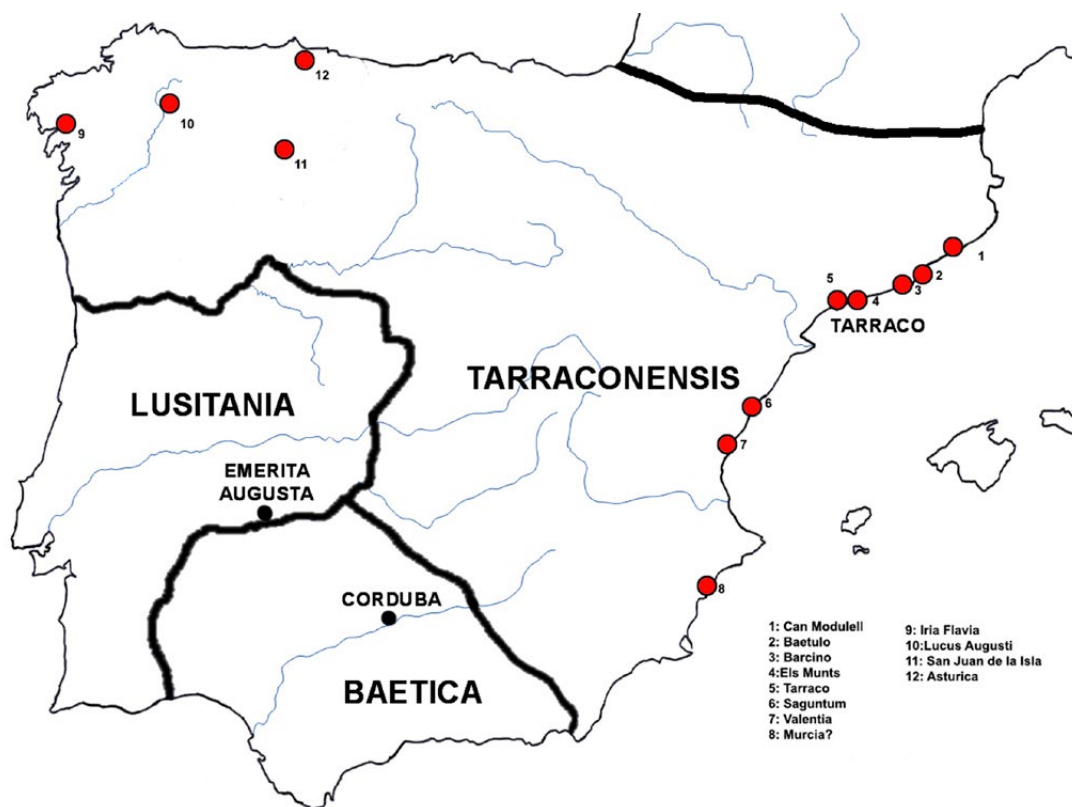 12
10
9
11
1
2
3
5
4
TARRACO
TARRACONENSIS
LUSITANIA
6
7
EMERITA
AUGUSTA
8
CORDUBA
BAETICA
1: Can Modulell
2: Baetulo
3: Barcino
4:Els Munts
5: Tarraco
6: Saguntum
7: Valentia
8: Murcia?
9: Iria Flavia
10:Lucus Augusti
11: San Juan de la Isla
12: Asturica